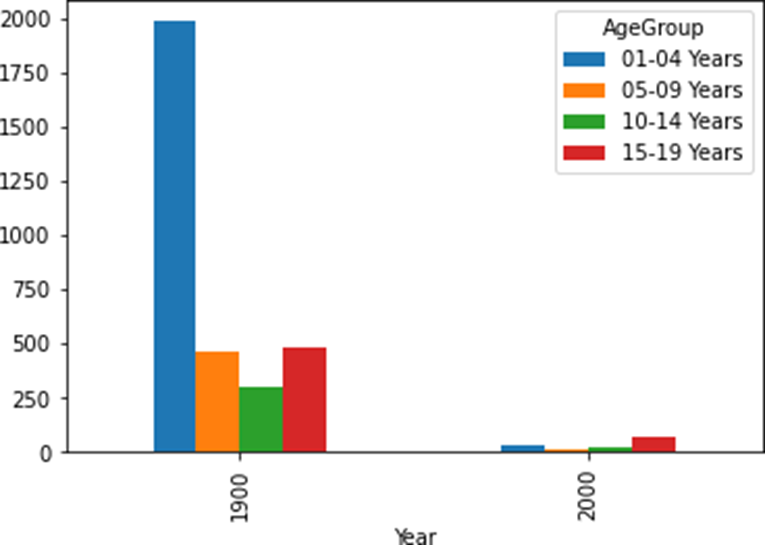 2000
1750
1500
1250
1000
750
500
250
0
AgeGroup
01-04 Years
05-09 Years
10-14 Years
15-19 Years
1900
2000
Year